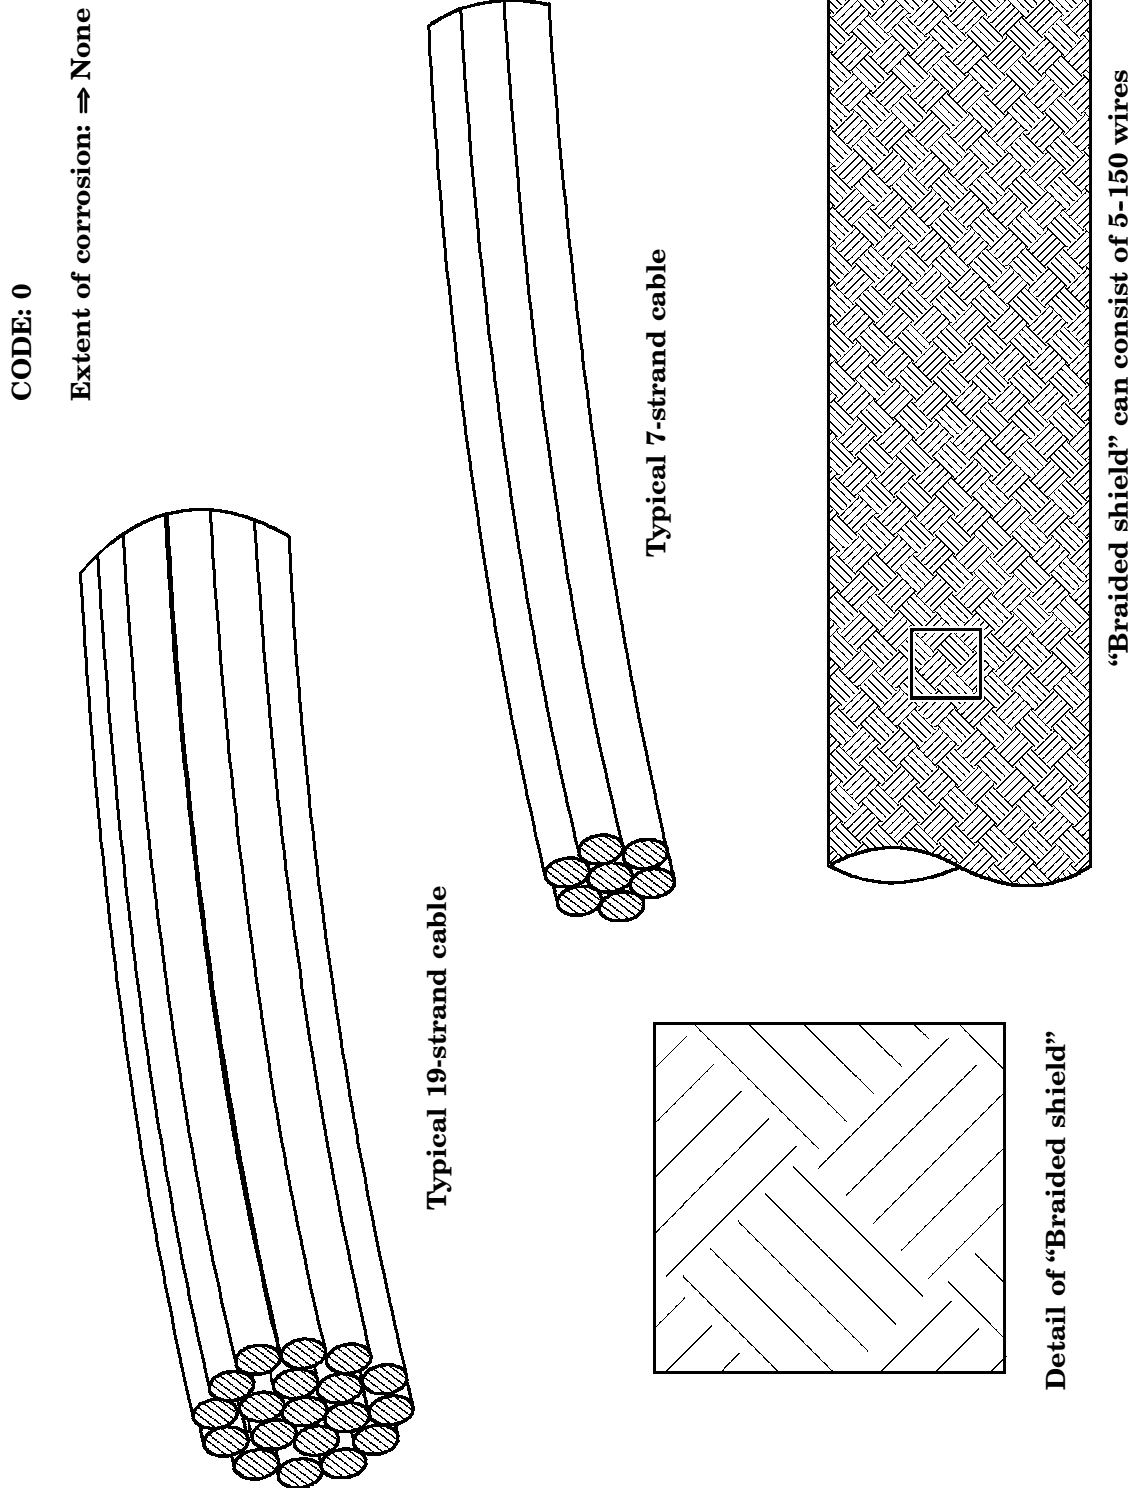 CODE: 0
Extent of corrosion: ⇒ None
Typical 19-strand cable
Typical 7-strand cable
Detail of “Braided shield”
“Braided shield” can consist of 5-150 wires